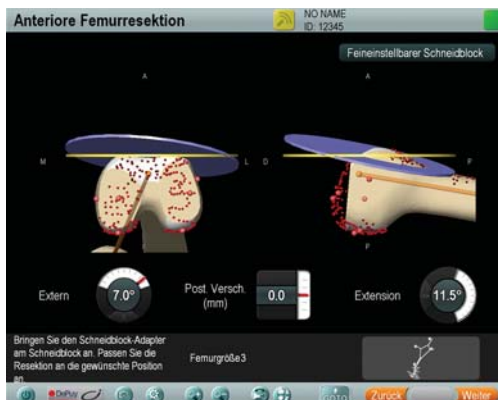 Anteriore Femurresektion
NO NAME
ID: 12345
Feineinstellbarer Schneidblock
A
A
M
L
D
P
P
Extern
7.0°
Post. Versch.
(mm)
0.0
Extension
11.5°
Bringen Sie den Schneidblock-Adapter
am Schneidblock an. Passen Sie die
Resektion an die gewünschte Position
an.
Femurgröße3
DePuy
GOTO
Zurück
Weiter